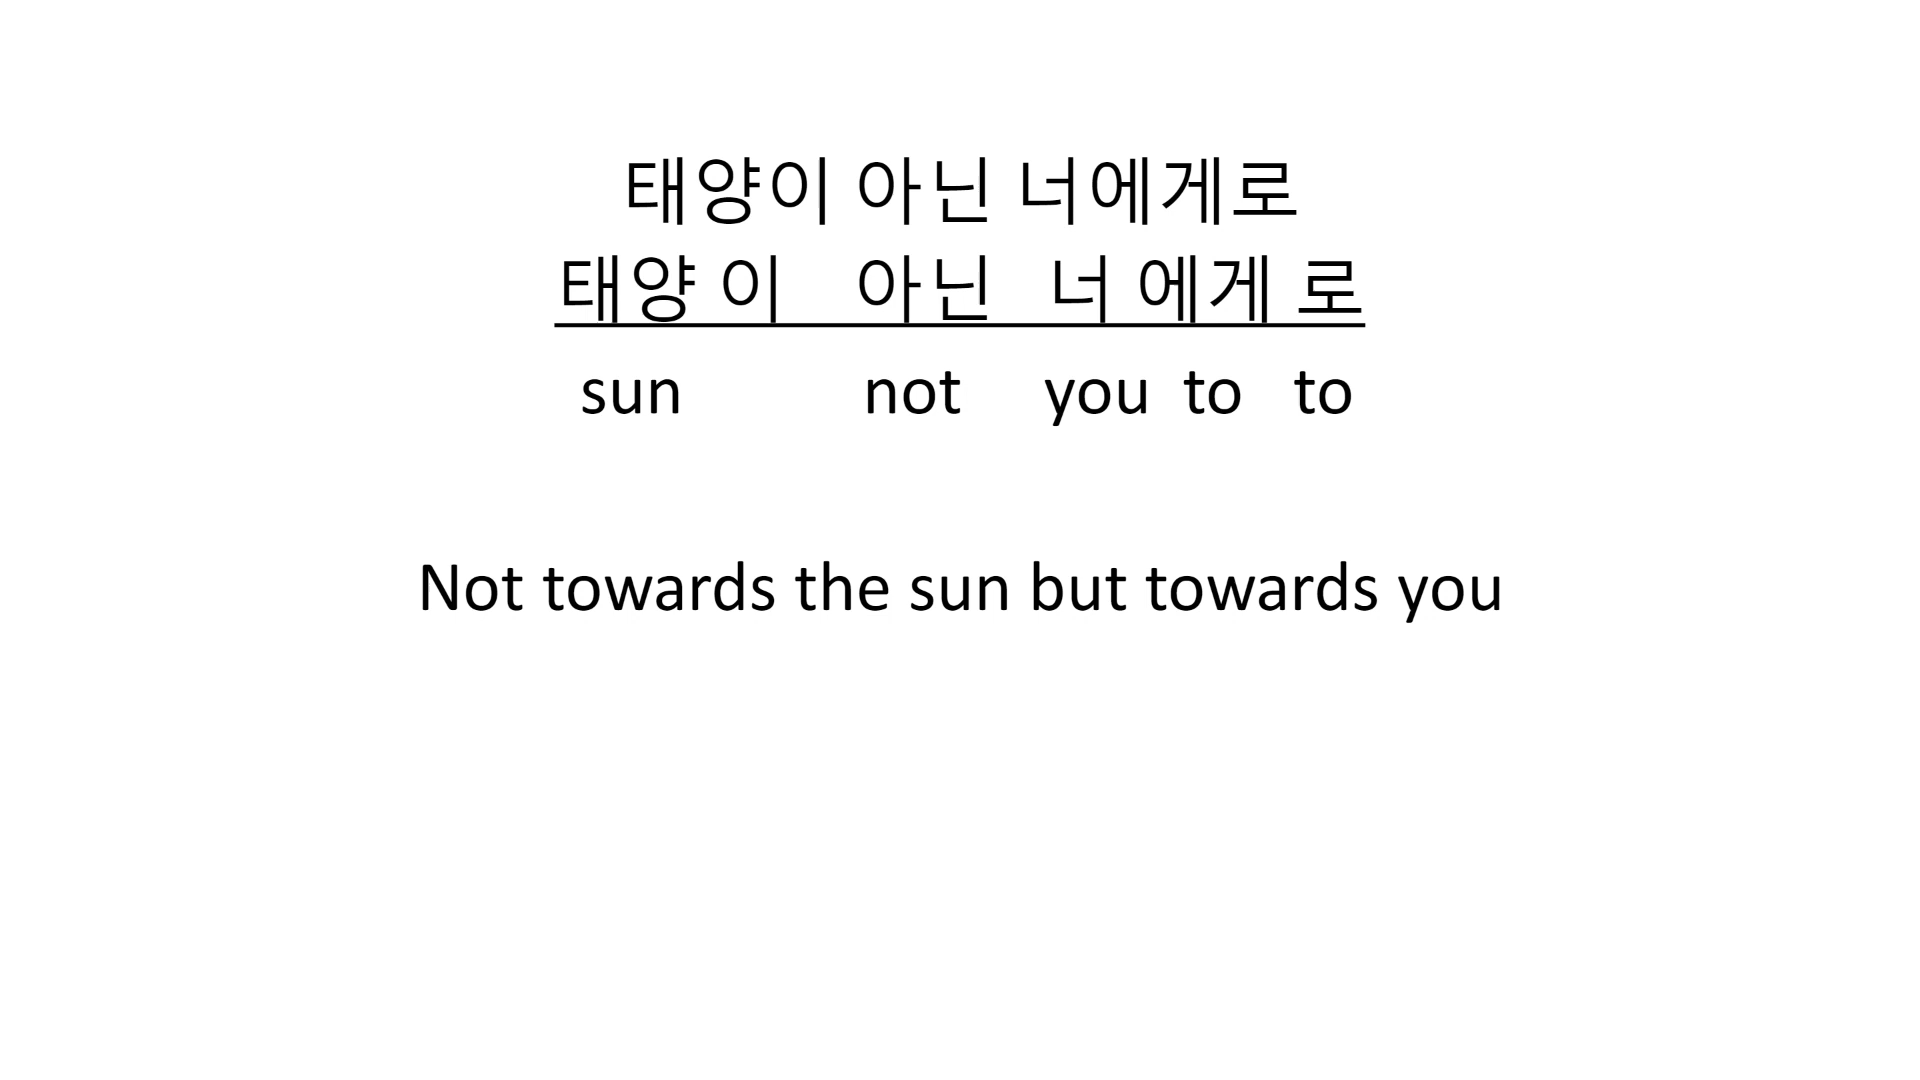 태양이 아닌 너에게로
태양 이 아닌 너 에게 로
sun not you to to
Not towards the sun but towards you